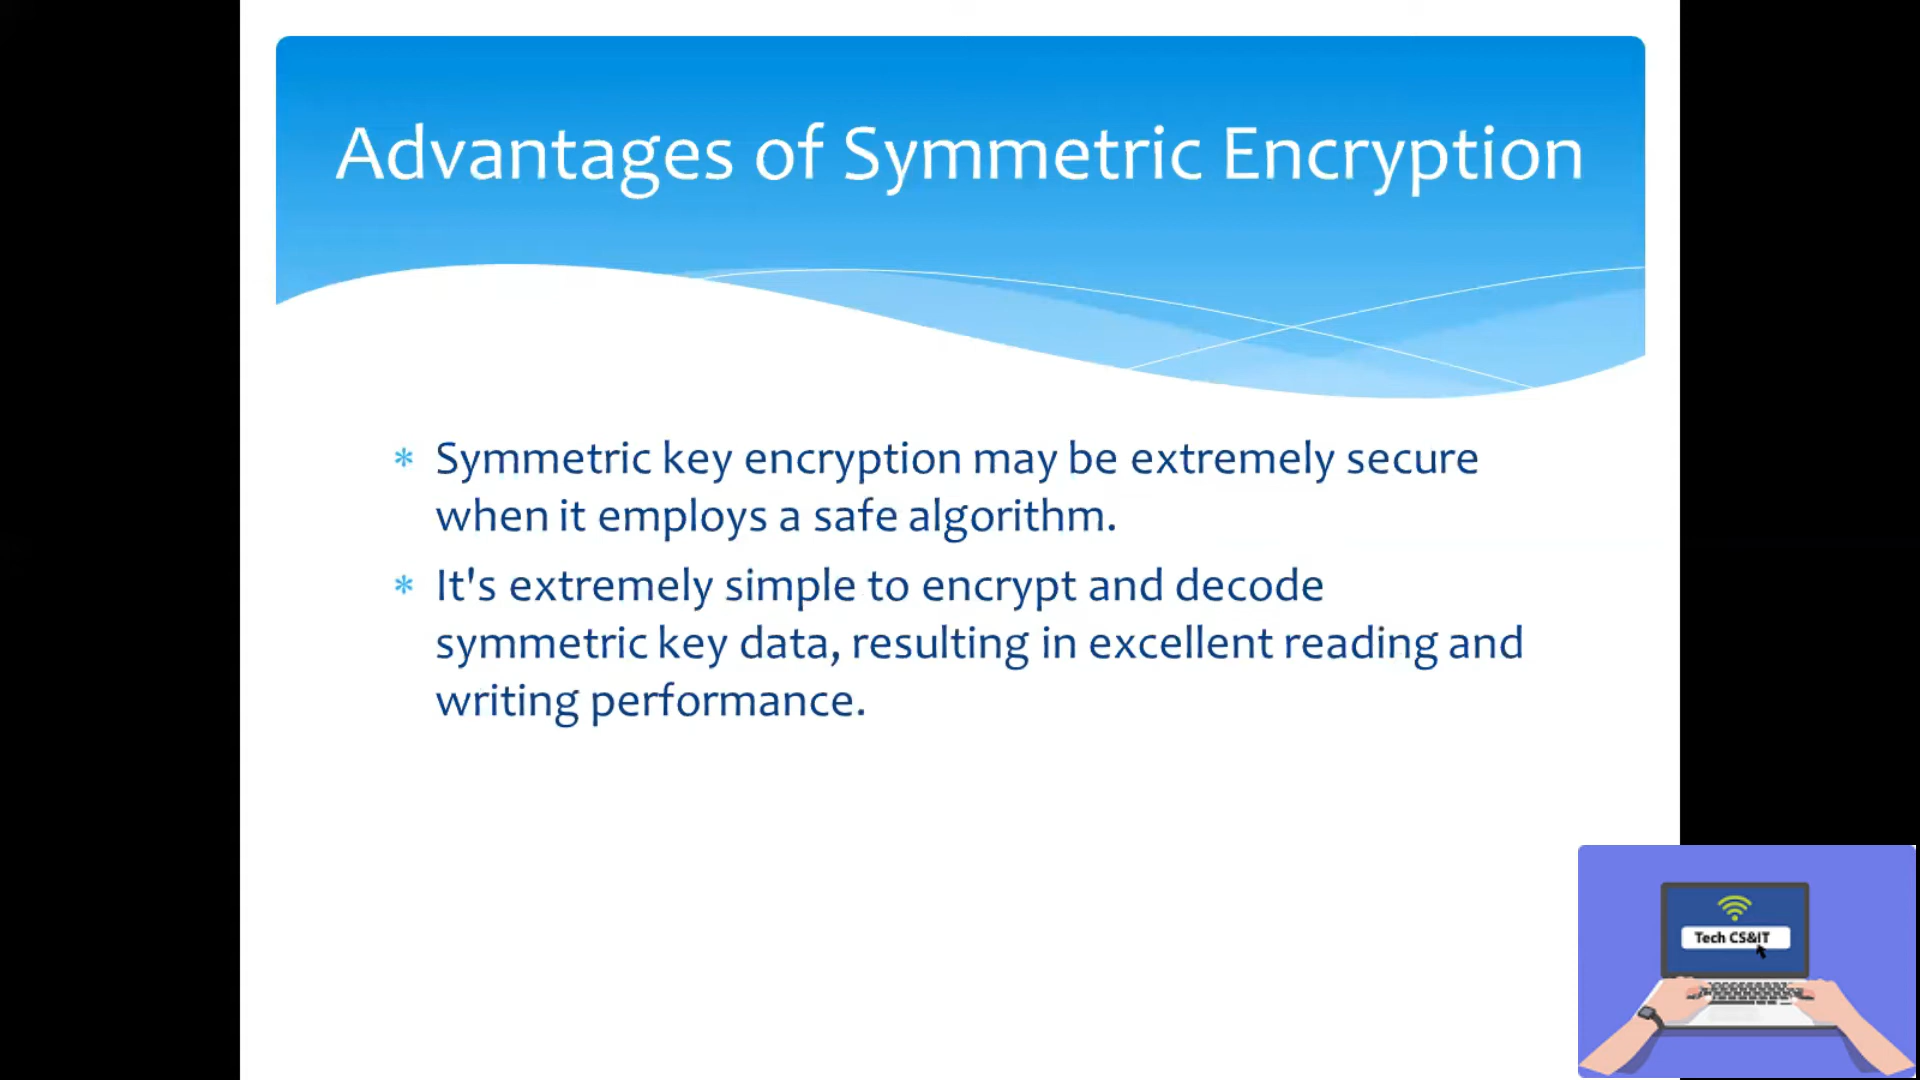 Advantages of Symmetric Encryption
* Symmetric key encryption may be extremely secure
when it employs a safe algorithm.
* It's extremely simple to encrypt and decode
symmetric key data, resulting in excellent reading and
writing performance.
Tech CS&IT